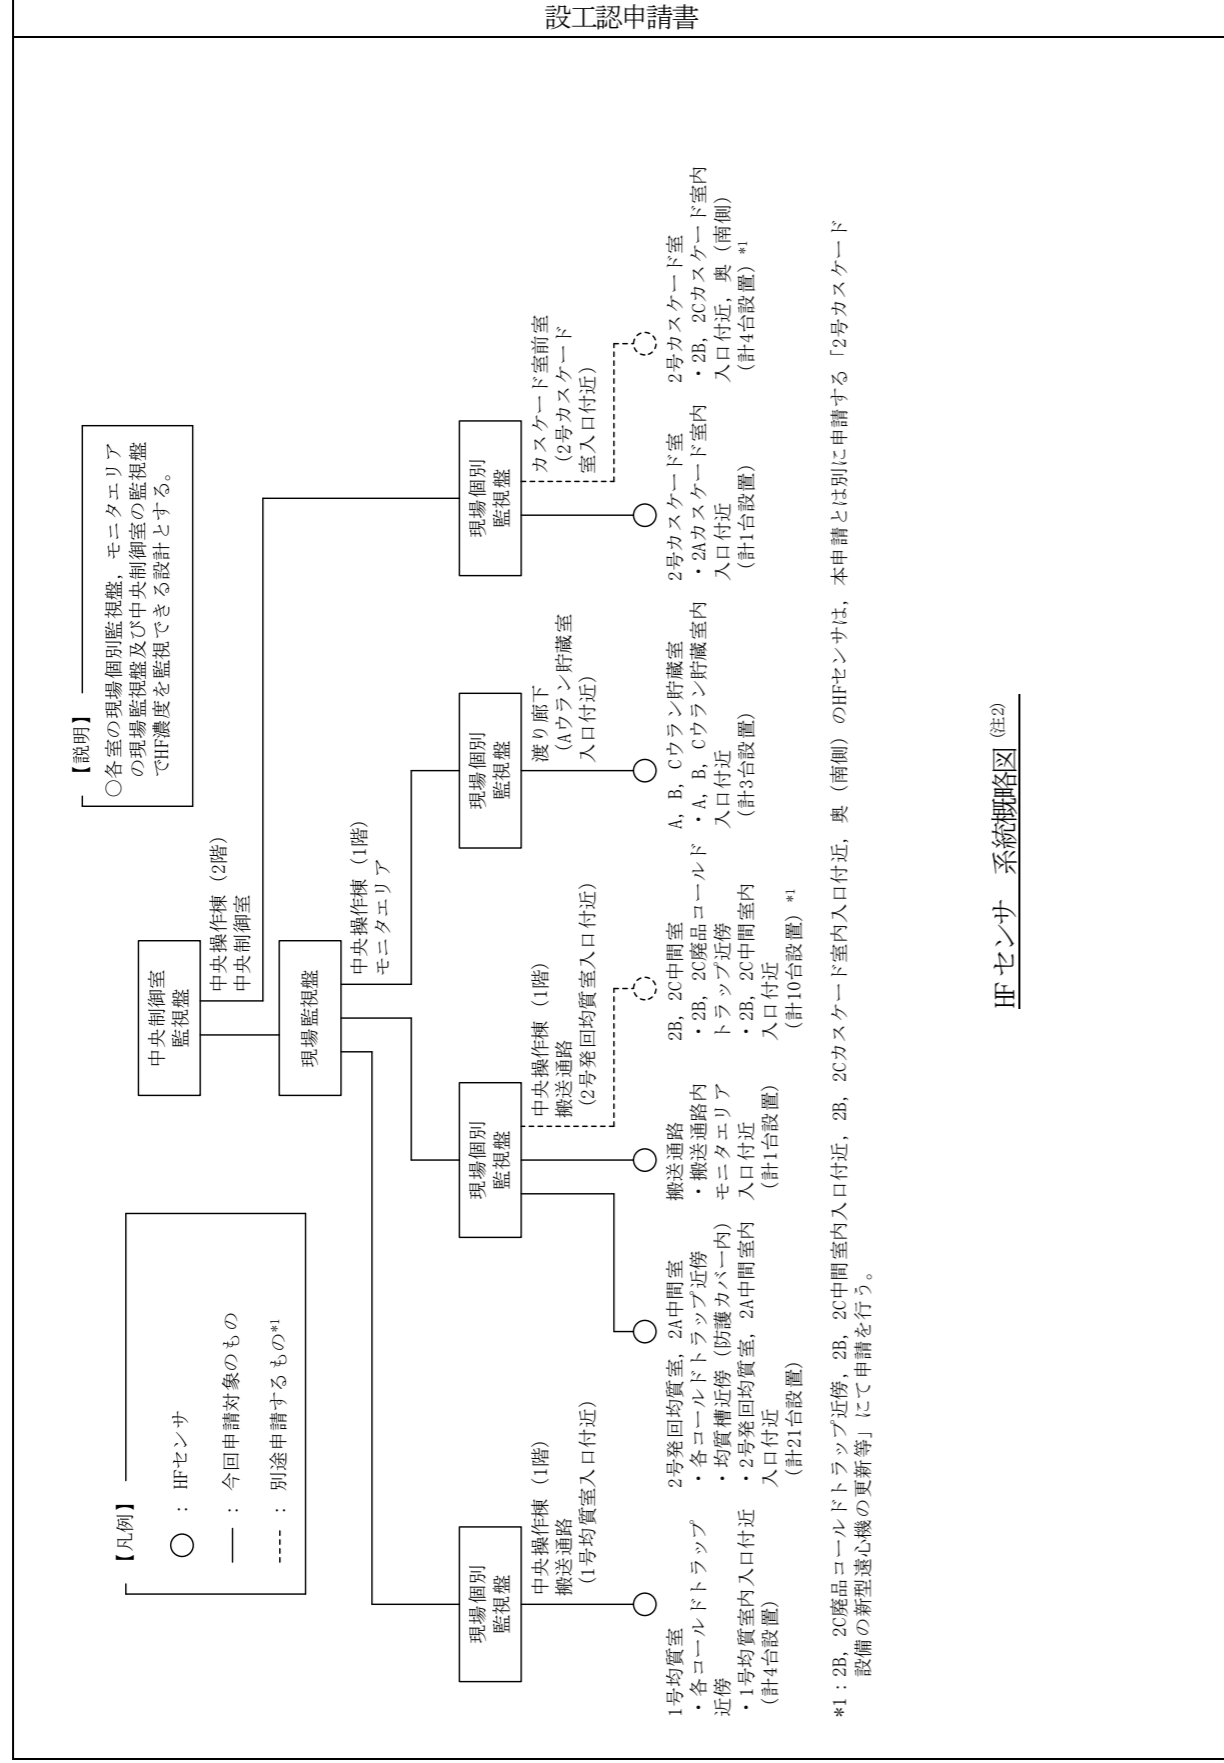 設工認申請書
【凡例】
○ : HFセンサ
― : 今回申請対象のもの
---- : 別途申請するもの*1
【説明】
○各室の現場個別監視盤，モニタエリア
の現場監視盤及び中央制御室の監視盤
でHF濃度を監視できる設計とする。
中央制御室
監視盤
中央操作棟（2階）
中央制御室
現場監視盤
中央操作棟（1階）
モニタエリア
現場個別
監視盤
中央操作棟（1階）
搬送通路
（1号均質室入口付近）
現場個別
監視盤
中央操作棟（1階）
搬送通路
（2号発回均質室入口付近）
現場個別
監視盤
渡り廊下
（Aウラン貯蔵室
入口付近）
現場個別
監視盤
カスケード室前室
（2号カスケード
室入口付近）
1号均質室
・各コールドトラップ
近傍
・1号均質室内入口付近
（計4台設置）
2号発回均質室，2A中間室
・各コールドトラップ近傍
・均質槽近傍（防護カバー内）
・2号発回均質室，2A中間室内
入口付近
（計21台設置）
搬送通路
・搬送通路内
モニタエリア
入口付近
（計1台設置）
2B，2C中間室
・2B，2C廃品コールド
トラップ近傍
・2B，2C中間室内
入口付近
（計10台設置）*1
A，B，Cウラン貯蔵室
・A，B，Cウラン貯蔵室内
入口付近
（計3台設置）
2号カスケード室
・2Aカスケード室内
入口付近
（計1台設置）
2号カスケード室
・2B，2Cカスケード室内
入口付近，奥（南側）
（計4台設置）*1
*1：2B，2C廃品コールドトラップ近傍，2B，2C中間室内入口付近，2B，2Cカスケード室内入口付近，奥（南側）のHFセンサは，本申請とは別に申請する「2号カスケード
設備の新型遠心機の更新等」にて申請を行う。
HFセンサ 系統概略図（注2）